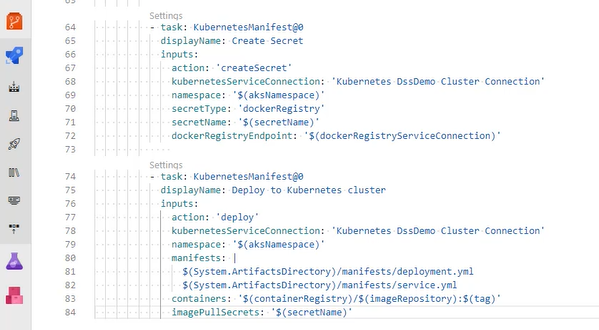 63
Settings
64 - task: KubernetesManifest@0
65 displayName: Create Secret
66 inputs:
67 action: 'createSecret'
68 kubernetesServiceConnection: 'Kubernetes DssDemo Cluster Connection'
69 namespace: '$(aksNamespace)'
70 secretType: 'dockerRegistry'
71 secretName: '$(secretName)'
72 dockerRegistryEndpoint: '$(dockerRegistryServiceConnection)'
73
Settings
74 - task: KubernetesManifest@0
75 displayName: Deploy to Kubernetes cluster
76 inputs:
77 action: 'deploy'
78 kubernetesServiceConnection: 'Kubernetes DssDemo Cluster Connection'
79 namespace: '$(aksNamespace)'
80 manifests: |
81 $(System.ArtifactsDirectory)/manifests/deployment.yml
82 $(System.ArtifactsDirectory)/manifests/service.yml
83 containers: '$(containerRegistry)/$(imageRepository):$(tag)'
84 imagePullSecrets: '$(secretName)'